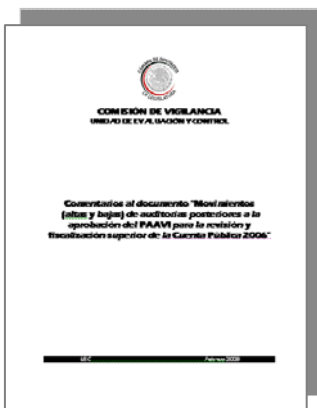 COMISIÓN DE VIGILANCIA
UNIDAD DE EVALUACIÓN Y CONTROL
Comentarios al documento "Movimientos
(altas y bajas) de auditorías posteriores a la
aprobación del PAAVI para la revisión y
fiscalización superior de la Cuenta Pública 2006"
UEC Febrero 2008